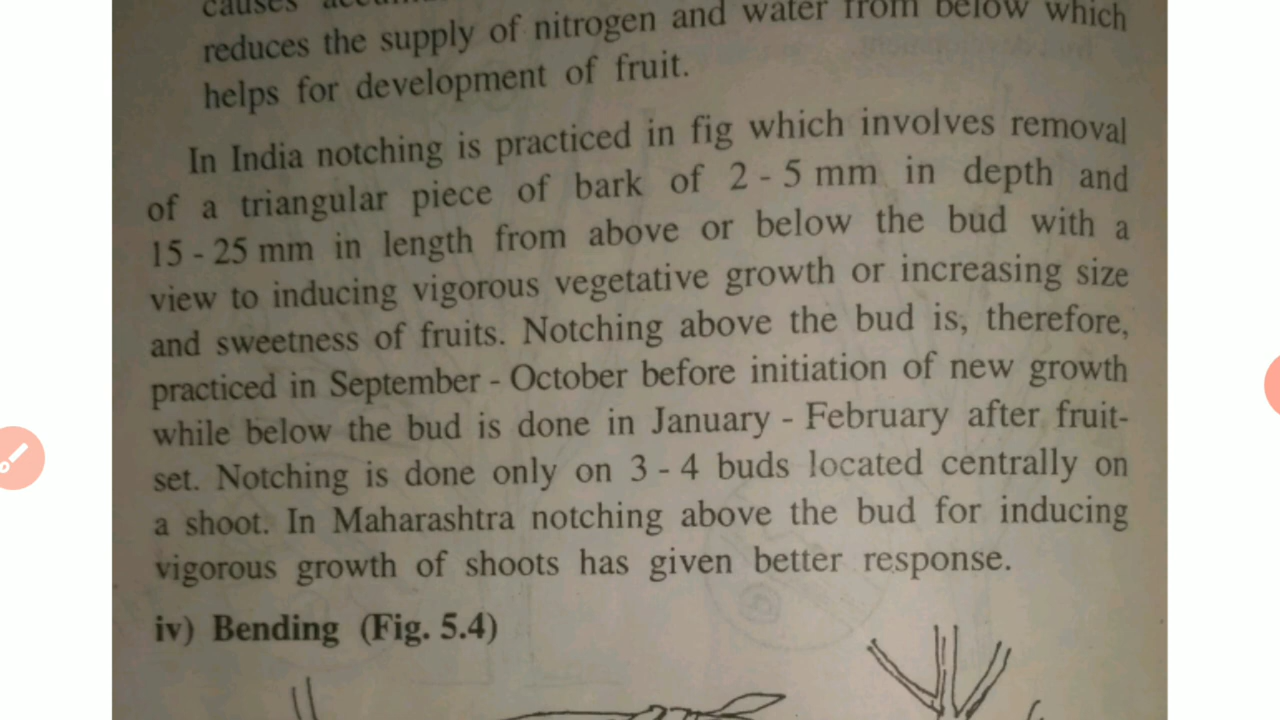 causes
reduces the supply of nitrogen and water from below which
helps for development of fruit.
In India notching is practiced in fig which involves removal
of a triangular piece of bark of 2 - 5 mm in depth and
15 - 25 mm in length from above or below the bud with a
view to inducing vigorous vegetative growth or increasing size
and sweetness of fruits. Notching above the bud is, therefore,
practiced in September - October before initiation of new growth
while below the bud is done in January - February after fruit-
set. Notching is done only on 3 - 4 buds located centrally on
a shoot. In Maharashtra notching above the bud for inducing
vigorous growth of shoots has given better response.
iv) Bending (Fig. 5.4)